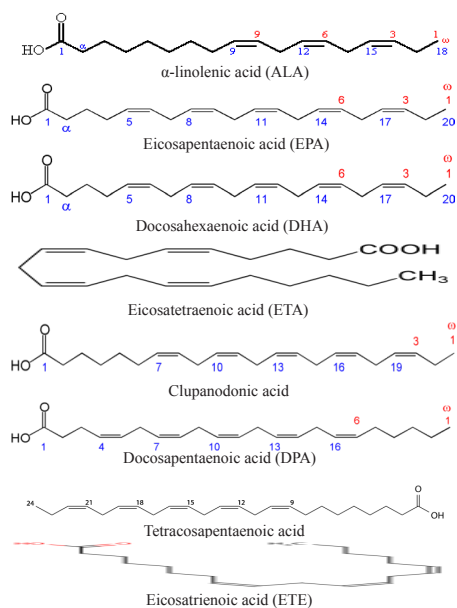 O 9 6 3 1 ω
HO 1 α 9 12 15 18
α-linolenic acid (ALA)
O 6 3 ω 1
HO 1 α 5 8 11 14 17 20
Eicosapentaenoic acid (EPA)
O 6 3 ω 1
HO 1 α 5 8 11 14 17 20
Docosahexaenoic acid (DHA)
COOH
CH3
Eicosatetraenoic acid (ETA)
O 3 ω 1
HO 1 7 10 13 16 19
Clupanodonic acid
O 6 ω 1
HO 1 4 7 10 13 16
Docosapentaenoic acid (DPA)
24 21 18 15 12 9 O OH
Tetracosapentaenoic acid
Eicosatrienoic acid (ETE)